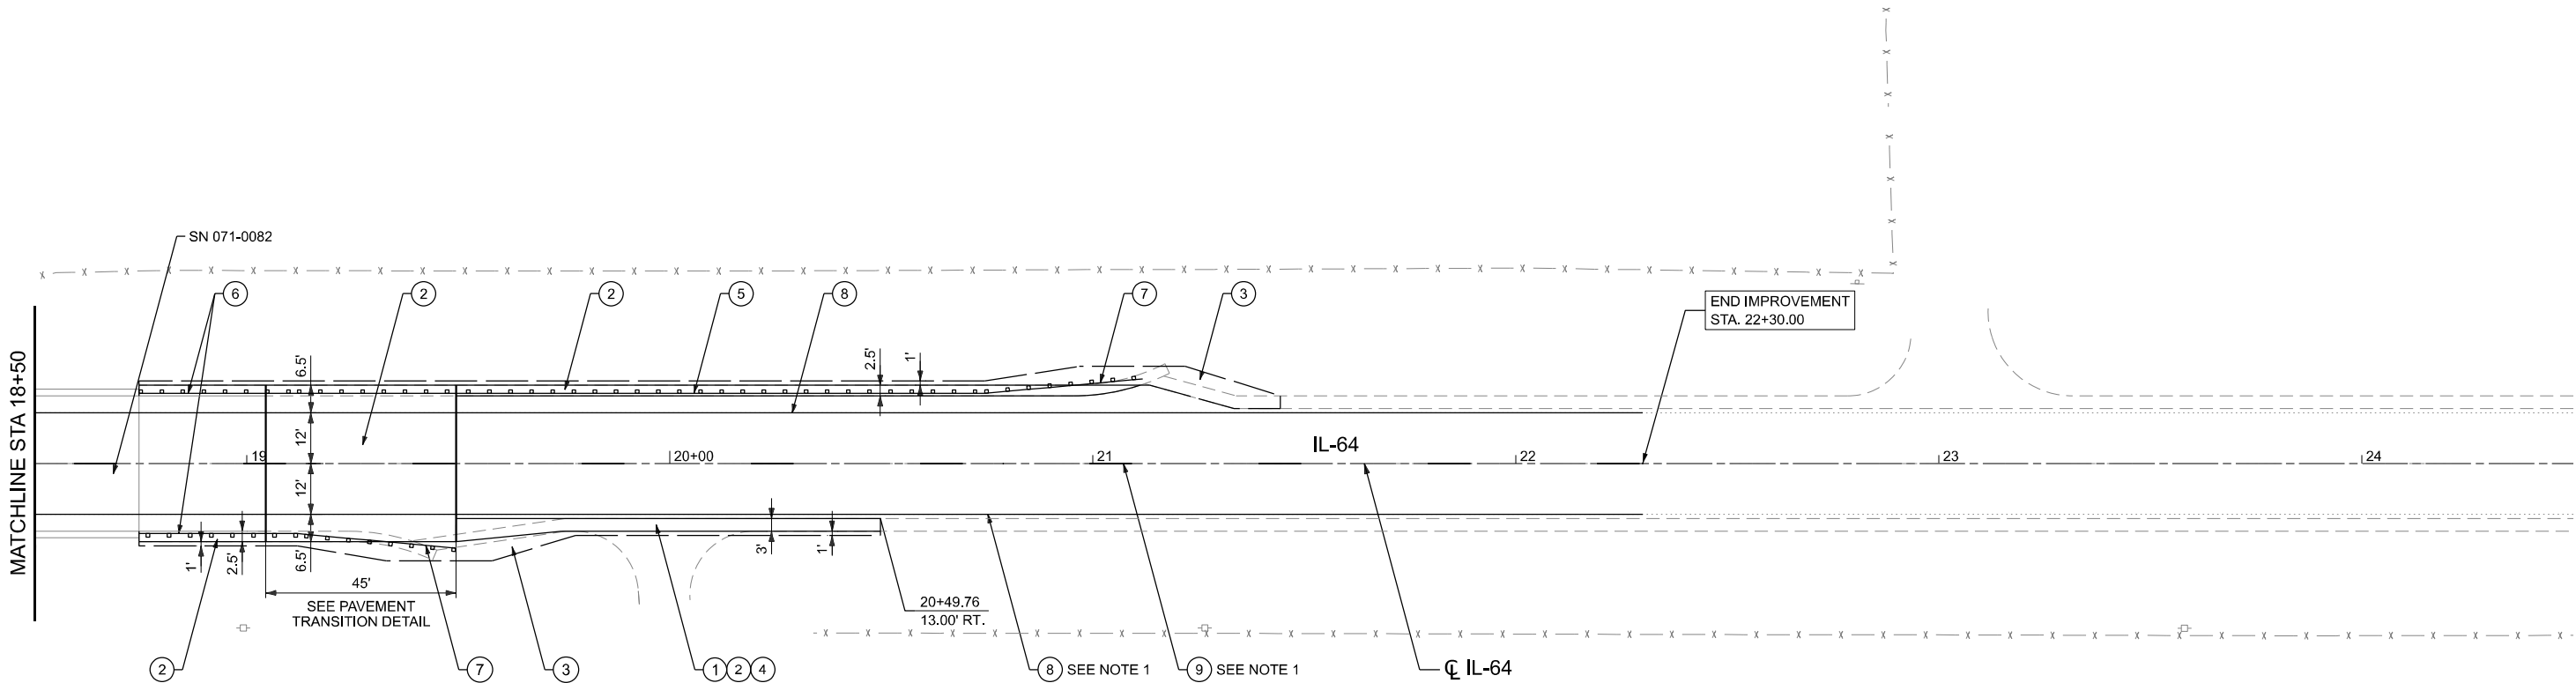 SN 071-0082
6
2
2
5
8
7
3
END IMPROVEMENT
STA. 22+30.00
MATCHLINE STA 18+50
6.5'
2.5'
1'
12'
IL-64
19
20+00
21
22
23
24
12'
1'
2.5'
6.5'
3'
1'
45'
SEE PAVEMENT
TRANSITION DETAIL
20+49.76
13.00' RT.
2
7
3
1 2 4
8 SEE NOTE 1
9 SEE NOTE 1
℄ IL-64